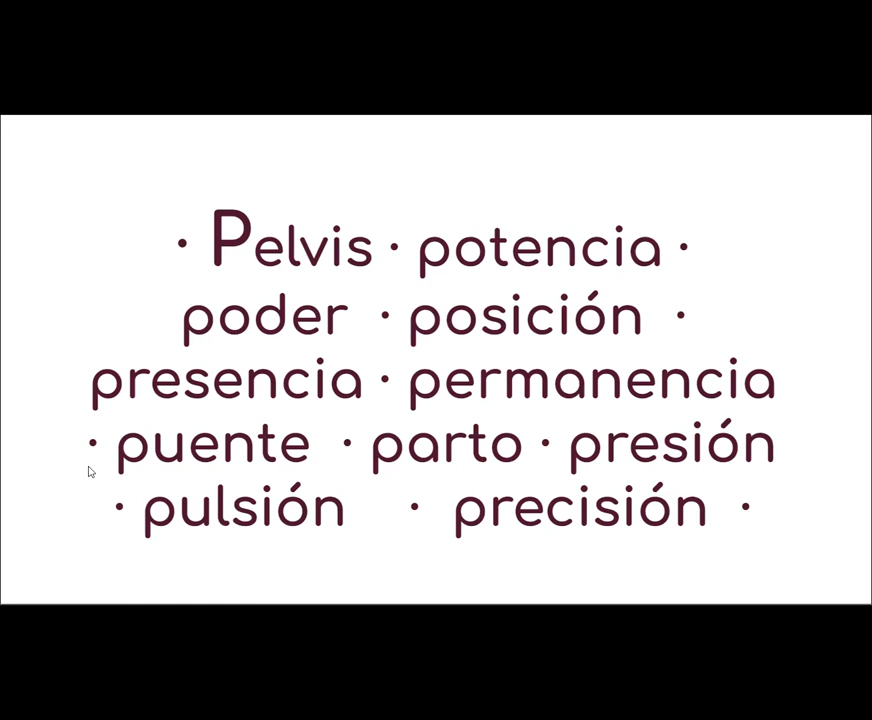 · Pelvis · potencia ·
poder · posición ·
presencia · permanencia
· puente · parto · presión
· pulsión · precisión ·